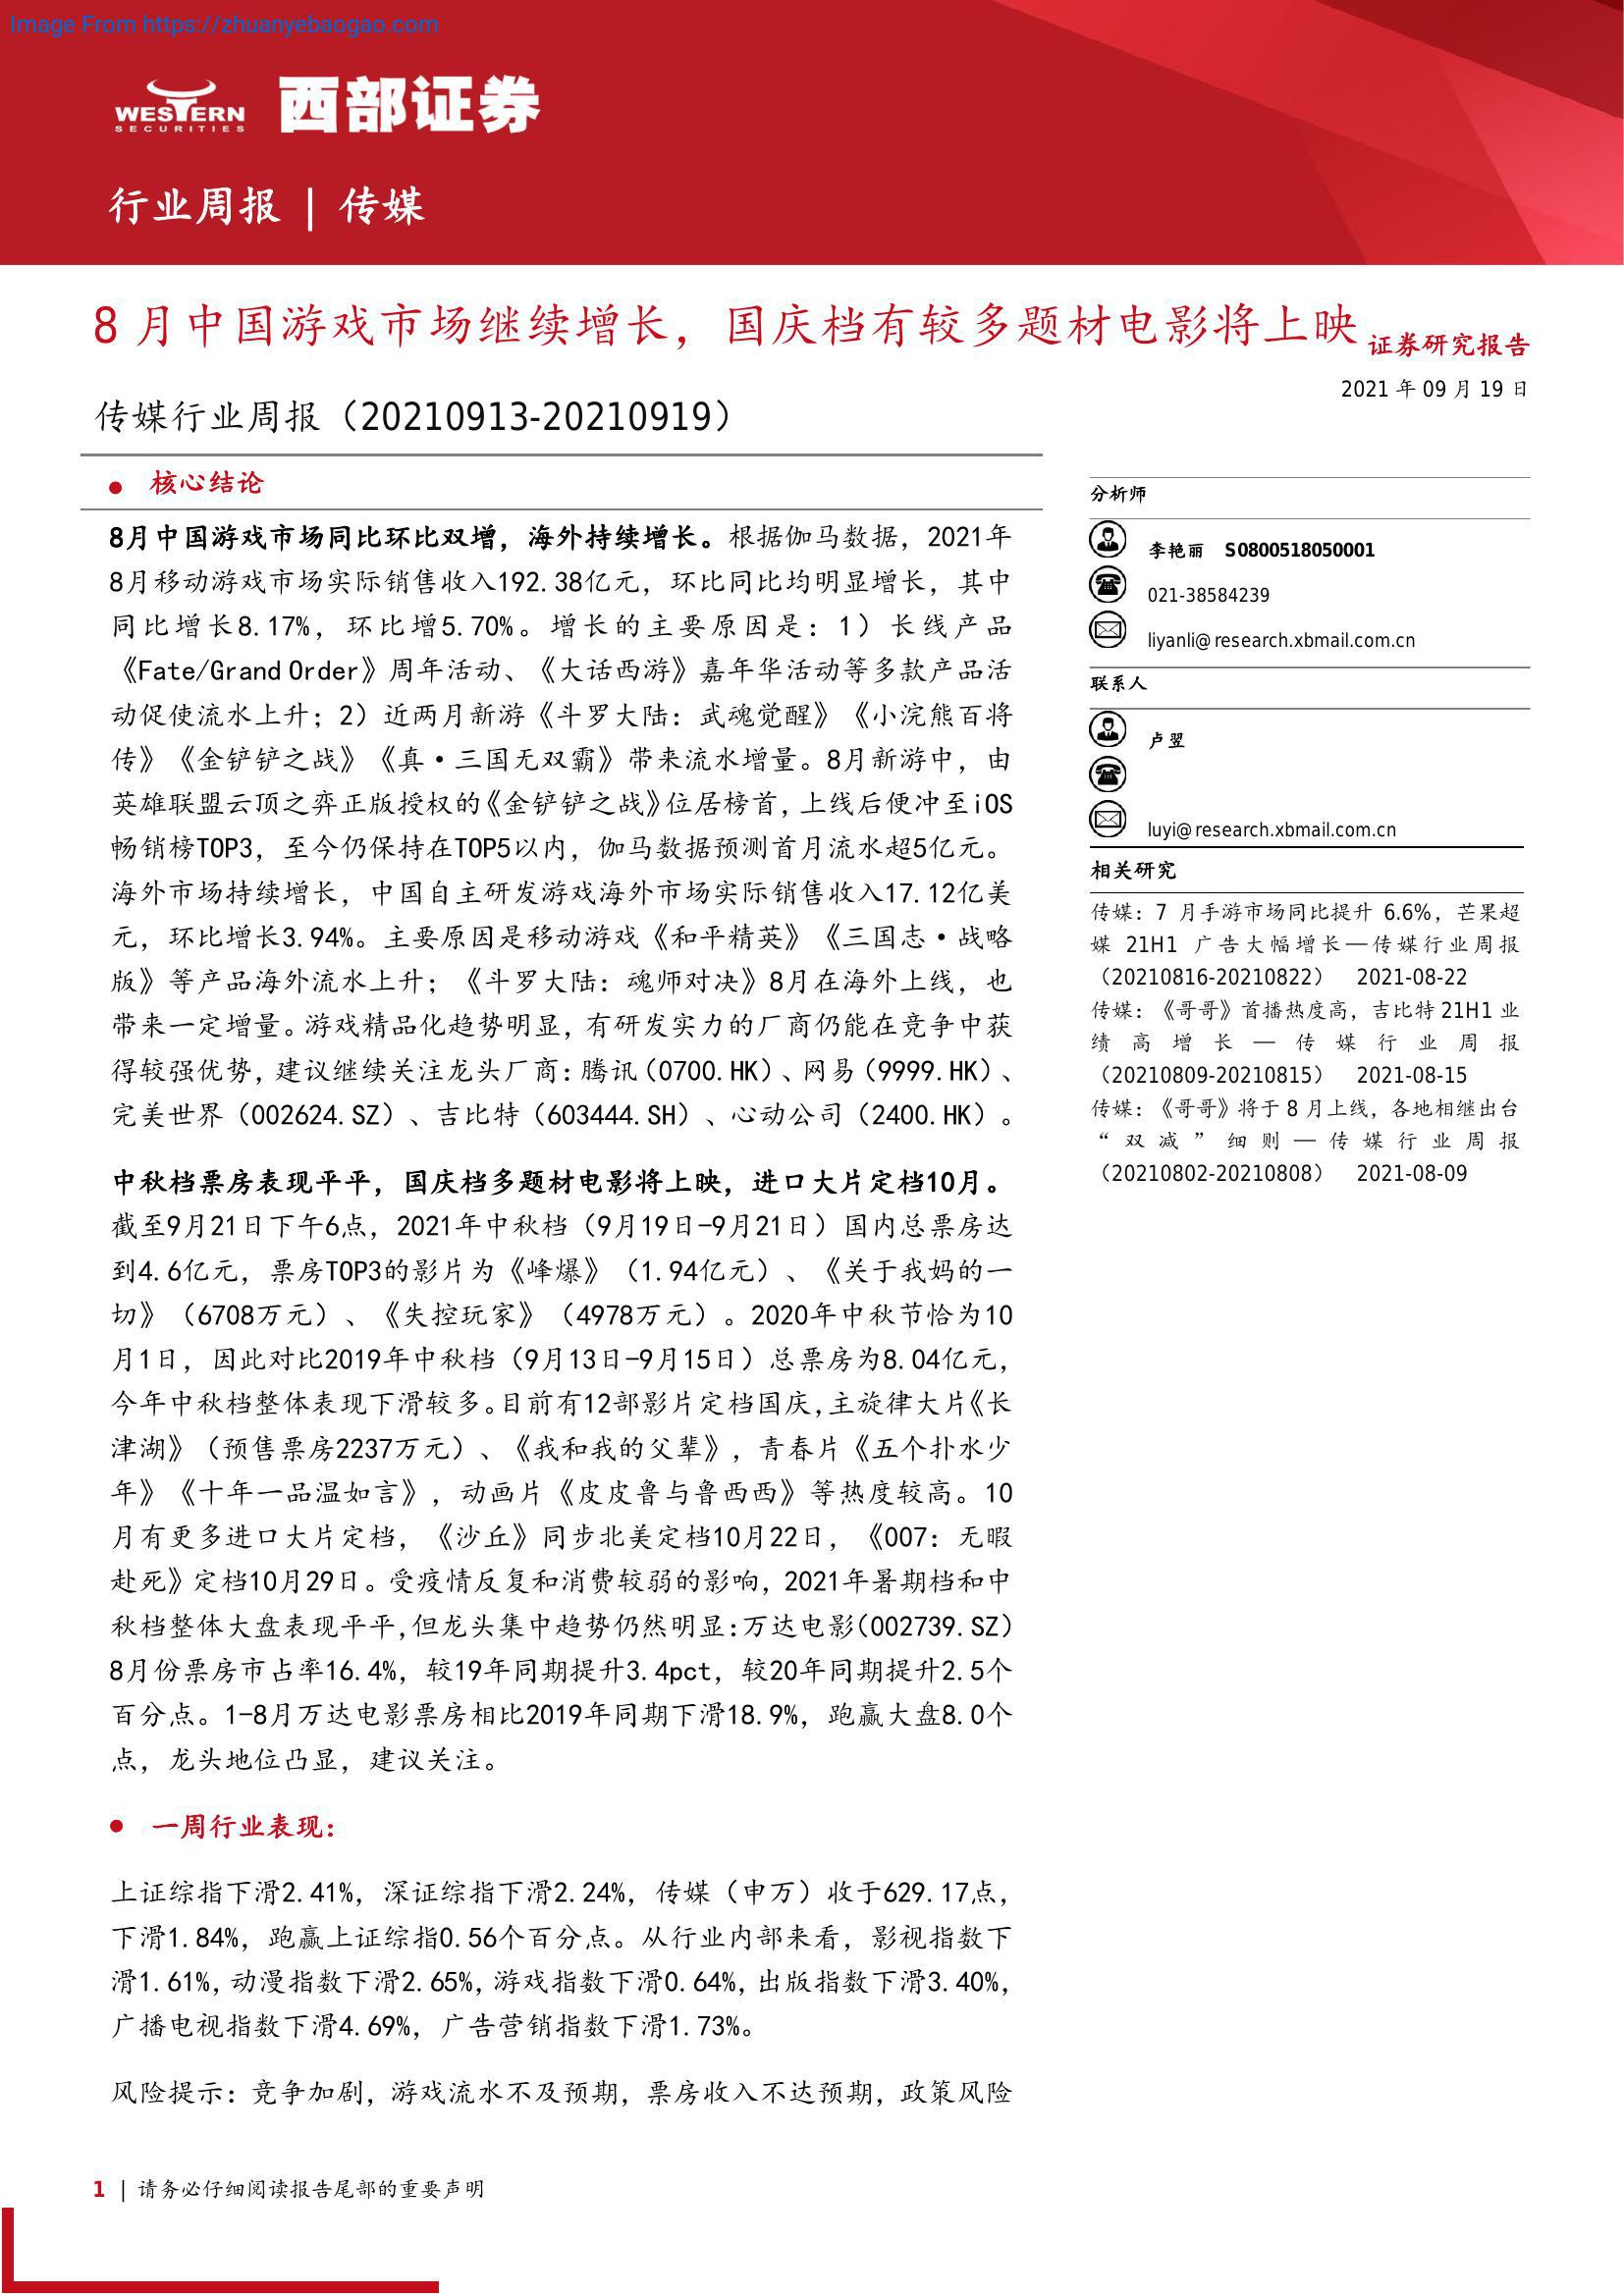 Image From https://zhuanyebaogao.com
WESTERN
SECURITIES
西部证券
行业周报 | 传媒
8 月中国游戏市场继续增长，国庆档有较多题材电影将上映
证券研究报告
2021 年 09 月 19 日
传媒行业周报（20210913-20210919）
● 核心结论
8月中国游戏市场同比环比双增，海外持续增长。根据伽马数据，2021年
8月移动游戏市场实际销售收入192.38亿元，环比同比均明显增长，其中
同比增长8.17%，环比增5.70%。增长的主要原因是：1）长线产品
《Fate/Grand Order》周年活动、《大话西游》嘉年华活动等多款产品活
动促使流水上升；2）近两月新游《斗罗大陆：武魂觉醒》《小浣熊百将
传》《金铲铲之战》《真·三国无双霸》带来流水增量。8月新游中，由
英雄联盟云顶之弈正版授权的《金铲铲之战》位居榜首，上线后便冲至iOS
畅销榜TOP3，至今仍保持在TOP5以内，伽马数据预测首月流水超5亿元。
海外市场持续增长，中国自主研发游戏海外市场实际销售收入17.12亿美
元，环比增长3.94%。主要原因是移动游戏《和平精英》《三国志·战略
版》等产品海外流水上升；《斗罗大陆：魂师对决》8月在海外上线，也
带来一定增量。游戏精品化趋势明显，有研发实力的厂商仍能在竞争中获
得较强优势，建议继续关注龙头厂商：腾讯（0700.HK）、网易（9999.HK）、
完美世界（002624.SZ）、吉比特（603444.SH）、心动公司（2400.HK）。
中秋档票房表现平平，国庆档多题材电影将上映，进口大片定档10月。
截至9月21日下午6点，2021年中秋档（9月19日-9月21日）国内总票房达
到4.6亿元，票房TOP3的影片为《峰爆》（1.94亿元）、《关于我妈的一
切》（6708万元）、《失控玩家》（4978万元）。2020年中秋节恰为10
月1日，因此对比2019年中秋档（9月13日-9月15日）总票房为8.04亿元，
今年中秋档整体表现下滑较多。目前有12部影片定档国庆，主旋律大片《长
津湖》（预售票房2237万元）、《我和我的父辈》，青春片《五个扑水少
年》《十年一品温如言》，动画片《皮皮鲁与鲁西西》等热度较高。10
月有更多进口大片定档，《沙丘》同步北美定档10月22日，《007：无暇
赴死》定档10月29日。受疫情反复和消费较弱的影响，2021年暑期档和中
秋档整体大盘表现平平，但龙头集中趋势仍然明显：万达电影（002739.SZ）
8月份票房市占率16.4%，较19年同期提升3.4pct，较20年同期提升2.5个
百分点。1-8月万达电影票房相比2019年同期下滑18.9%，跑赢大盘8.0个
点，龙头地位凸显，建议关注。
● 一周行业表现：
上证综指下滑2.41%，深证综指下滑2.24%，传媒（申万）收于629.17点，
下滑1.84%，跑赢上证综指0.56个百分点。从行业内部来看，影视指数下
滑1.61%，动漫指数下滑2.65%，游戏指数下滑0.64%，出版指数下滑3.40%，
广播电视指数下滑4.69%，广告营销指数下滑1.73%。
风险提示：竞争加剧，游戏流水不及预期，票房收入不达预期，政策风险
分析师
李艳丽 S0800518050001
021-38584239
liyanli@research.xbmail.com.cn
联系人
卢翌
luyi@research.xbmail.com.cn
相关研究
传媒：7 月手游市场同比提升 6.6%，芒果超
媒 21H1 广告大幅增长—传媒行业周报
（20210816-20210822） 2021-08-22
传媒：《哥哥》首播热度高，吉比特 21H1 业
绩高增长—传媒行业周报
（20210809-20210815） 2021-08-15
传媒：《哥哥》将于 8 月上线，各地相继出台
“双减”细则—传媒行业周报
（20210802-20210808） 2021-08-09
1 | 请务必仔细阅读报告尾部的重要声明